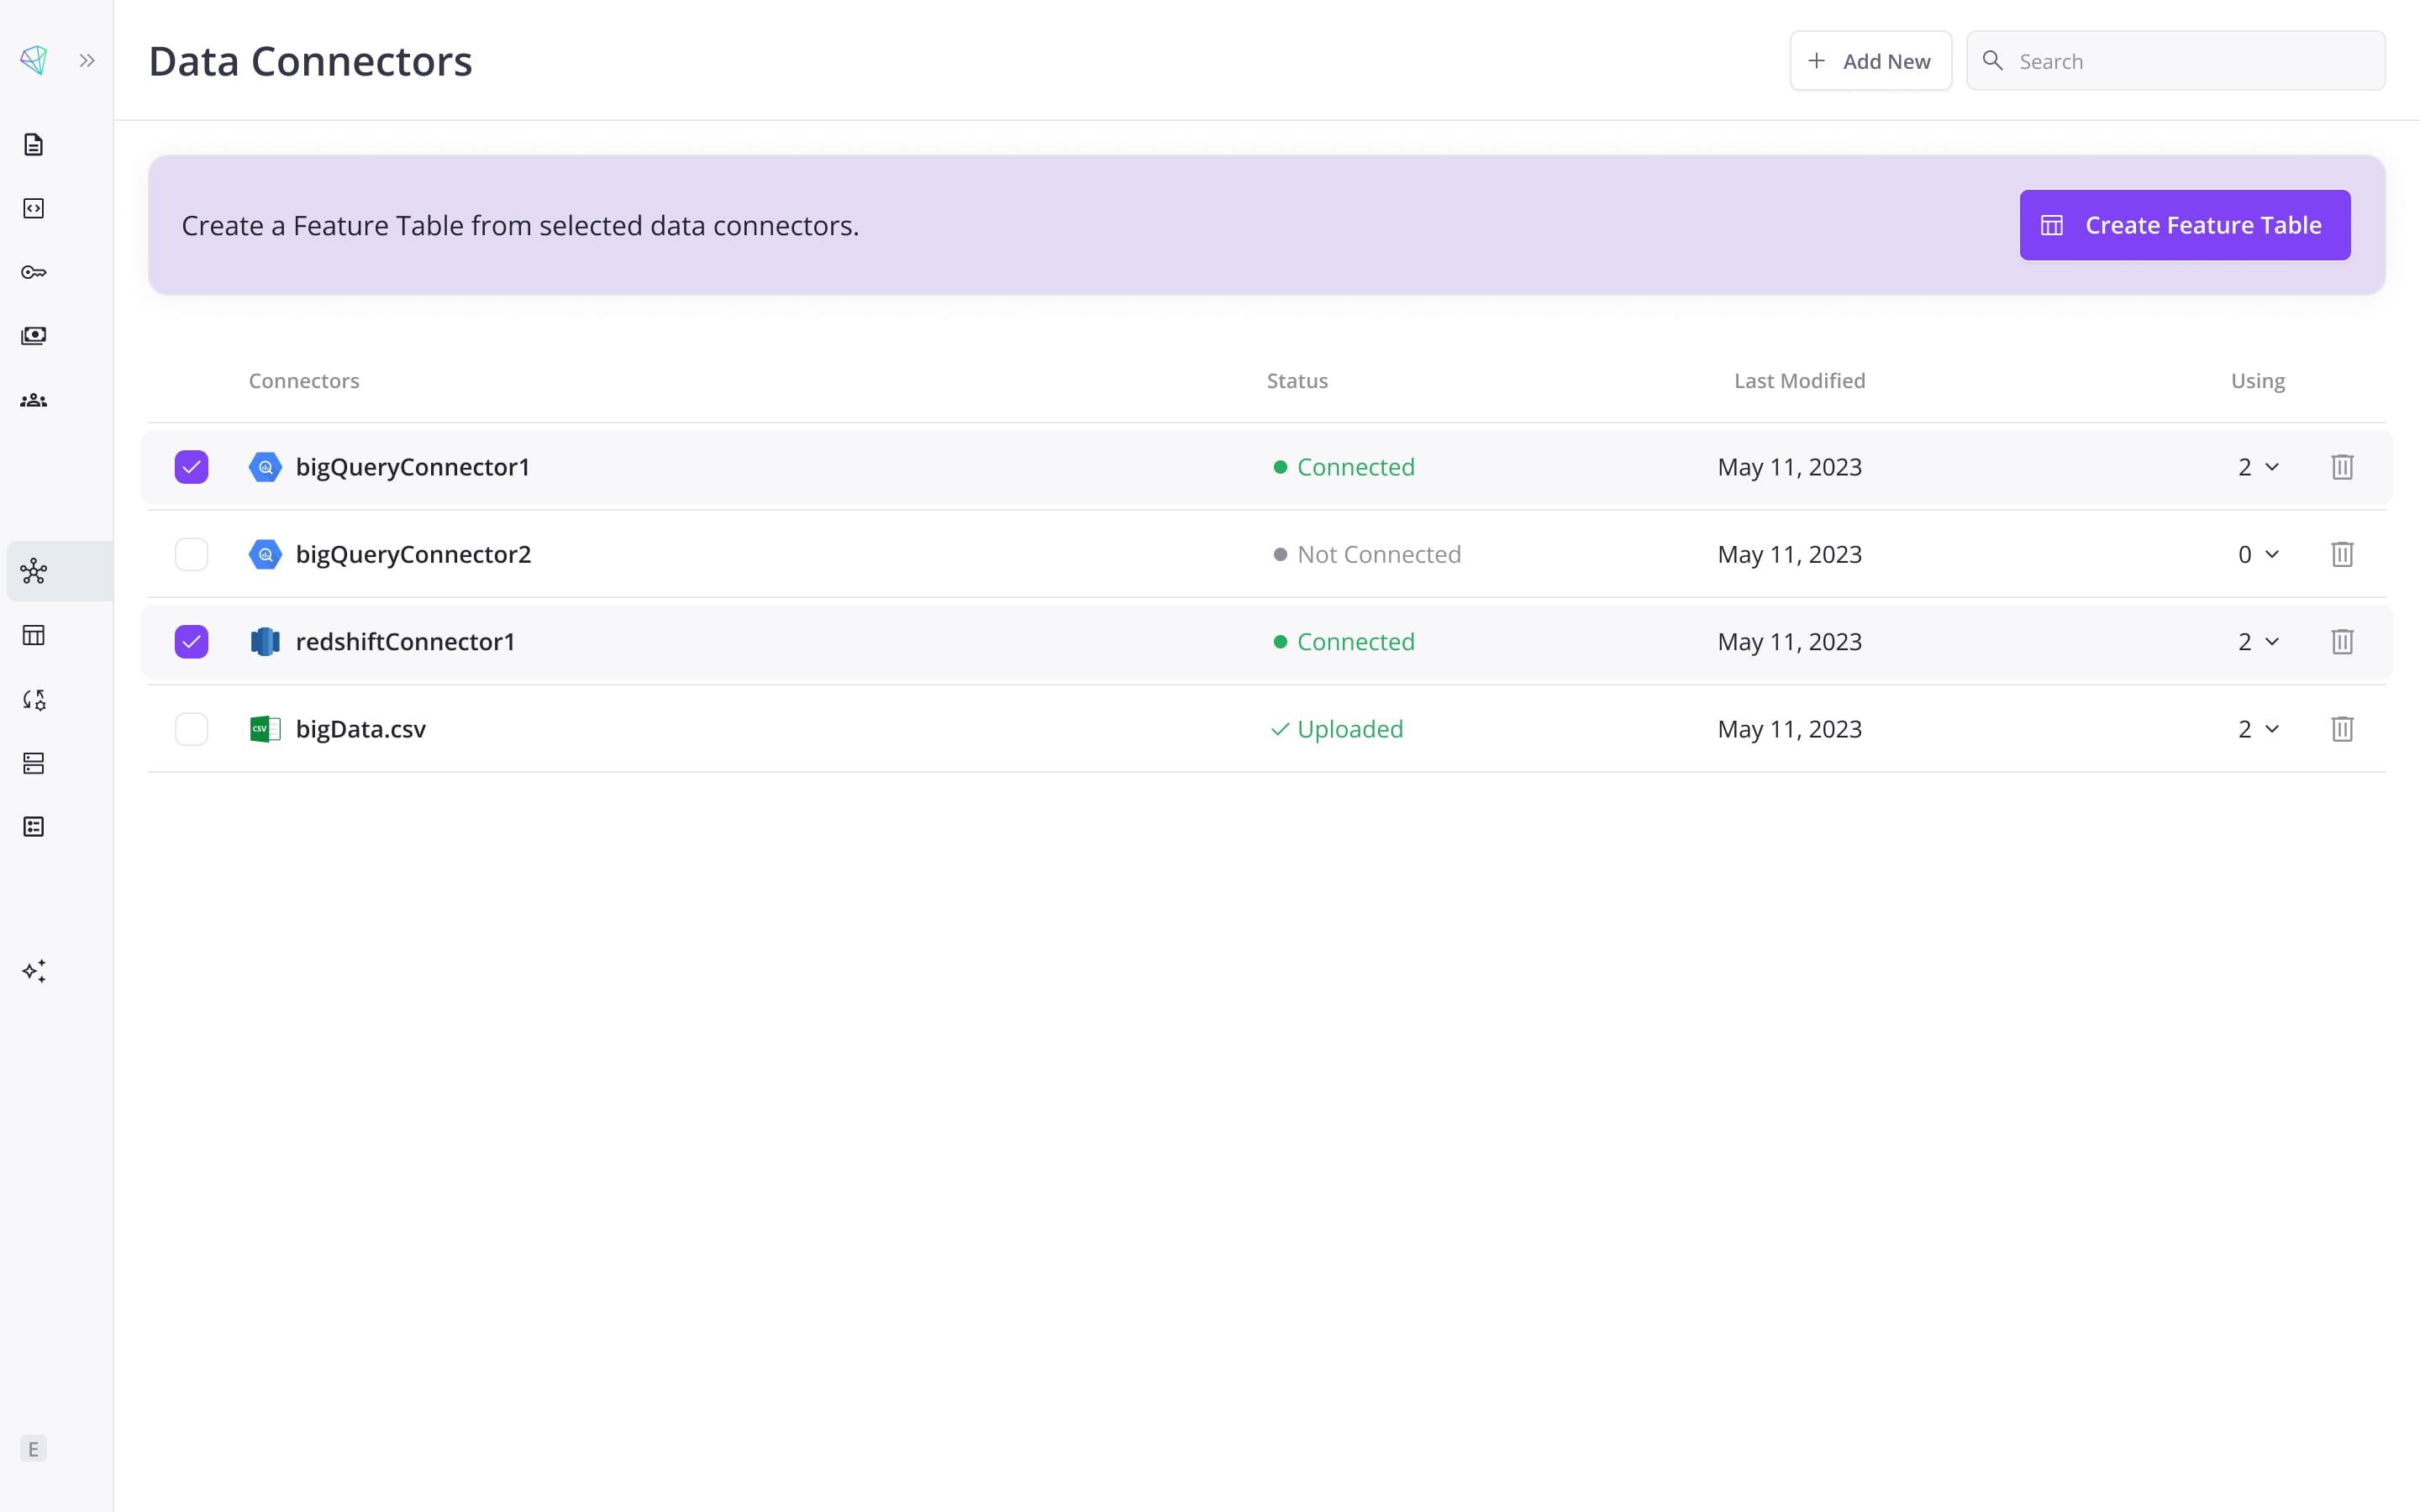 Data Connectors
Add New
Search
Create a Feature Table from selected data connectors.
Create Feature Table
Connectors Status Last Modified Using
bigQueryConnector1 Connected May 11, 2023 2
bigQueryConnector2 Not Connected May 11, 2023 0
redshiftConnector1 Connected May 11, 2023 2
CSV bigData.csv Uploaded May 11, 2023 2
E